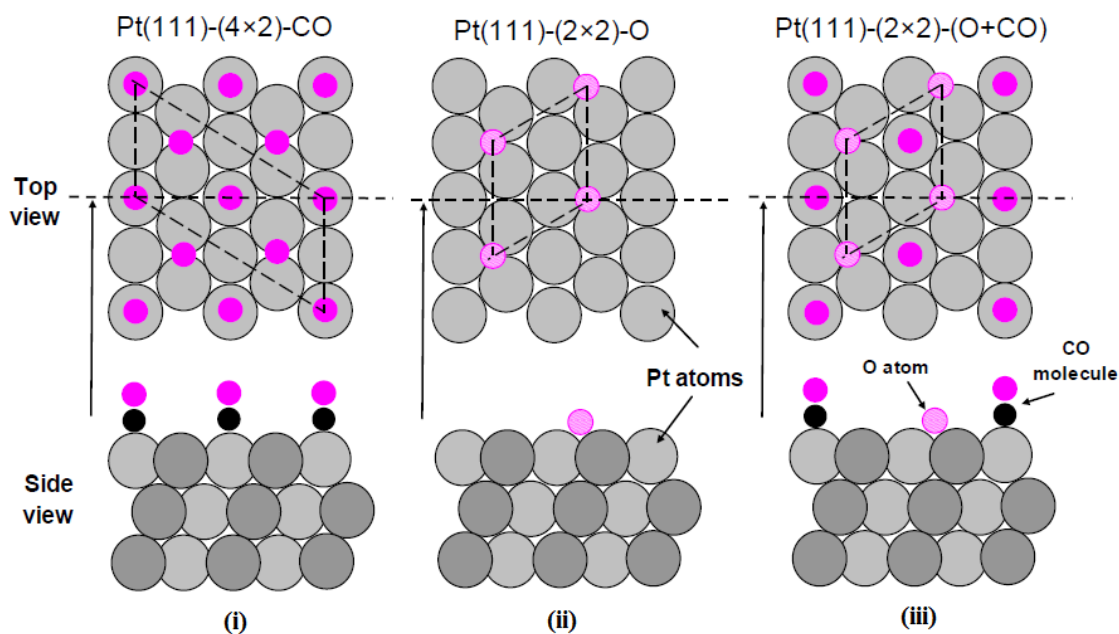 Pt(111)-(4×2)-CO
Pt(111)-(2×2)-O
Pt(111)-(2×2)-(O+CO)
Top
view
Pt atoms
O atom
CO
molecule
Side
view
(i)
(ii)
(iii)